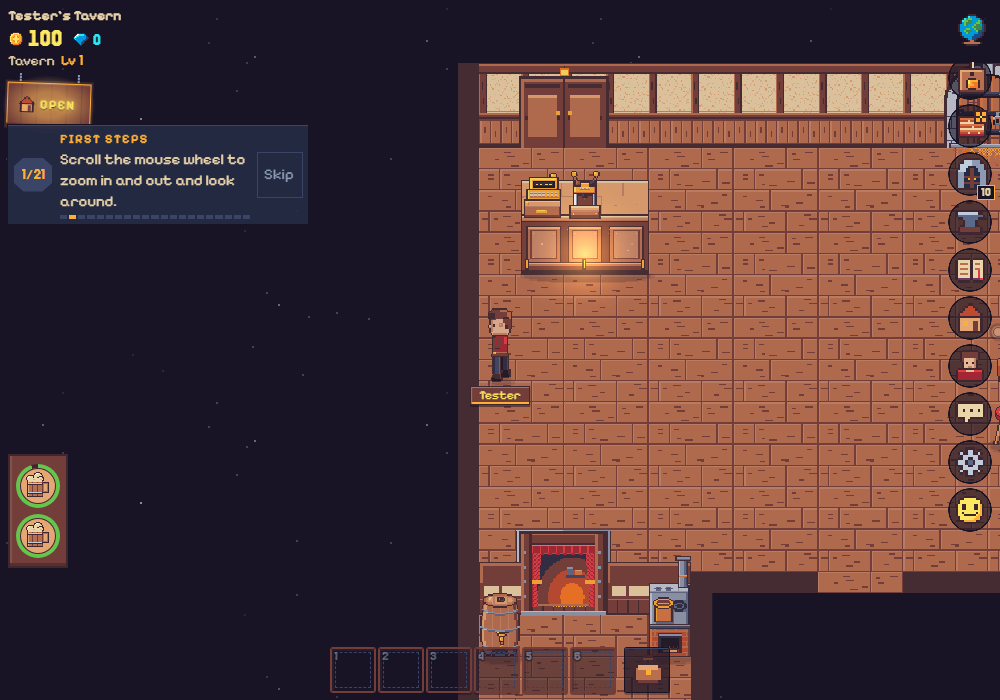 Tester's Tavern
100 0
Tavern Lv 1
OPEN
FIRST STEPS
1/21
Scroll the mouse wheel to
zoom in and out and look
around.
Skip
10
Tester
1 2 3 4 5 6